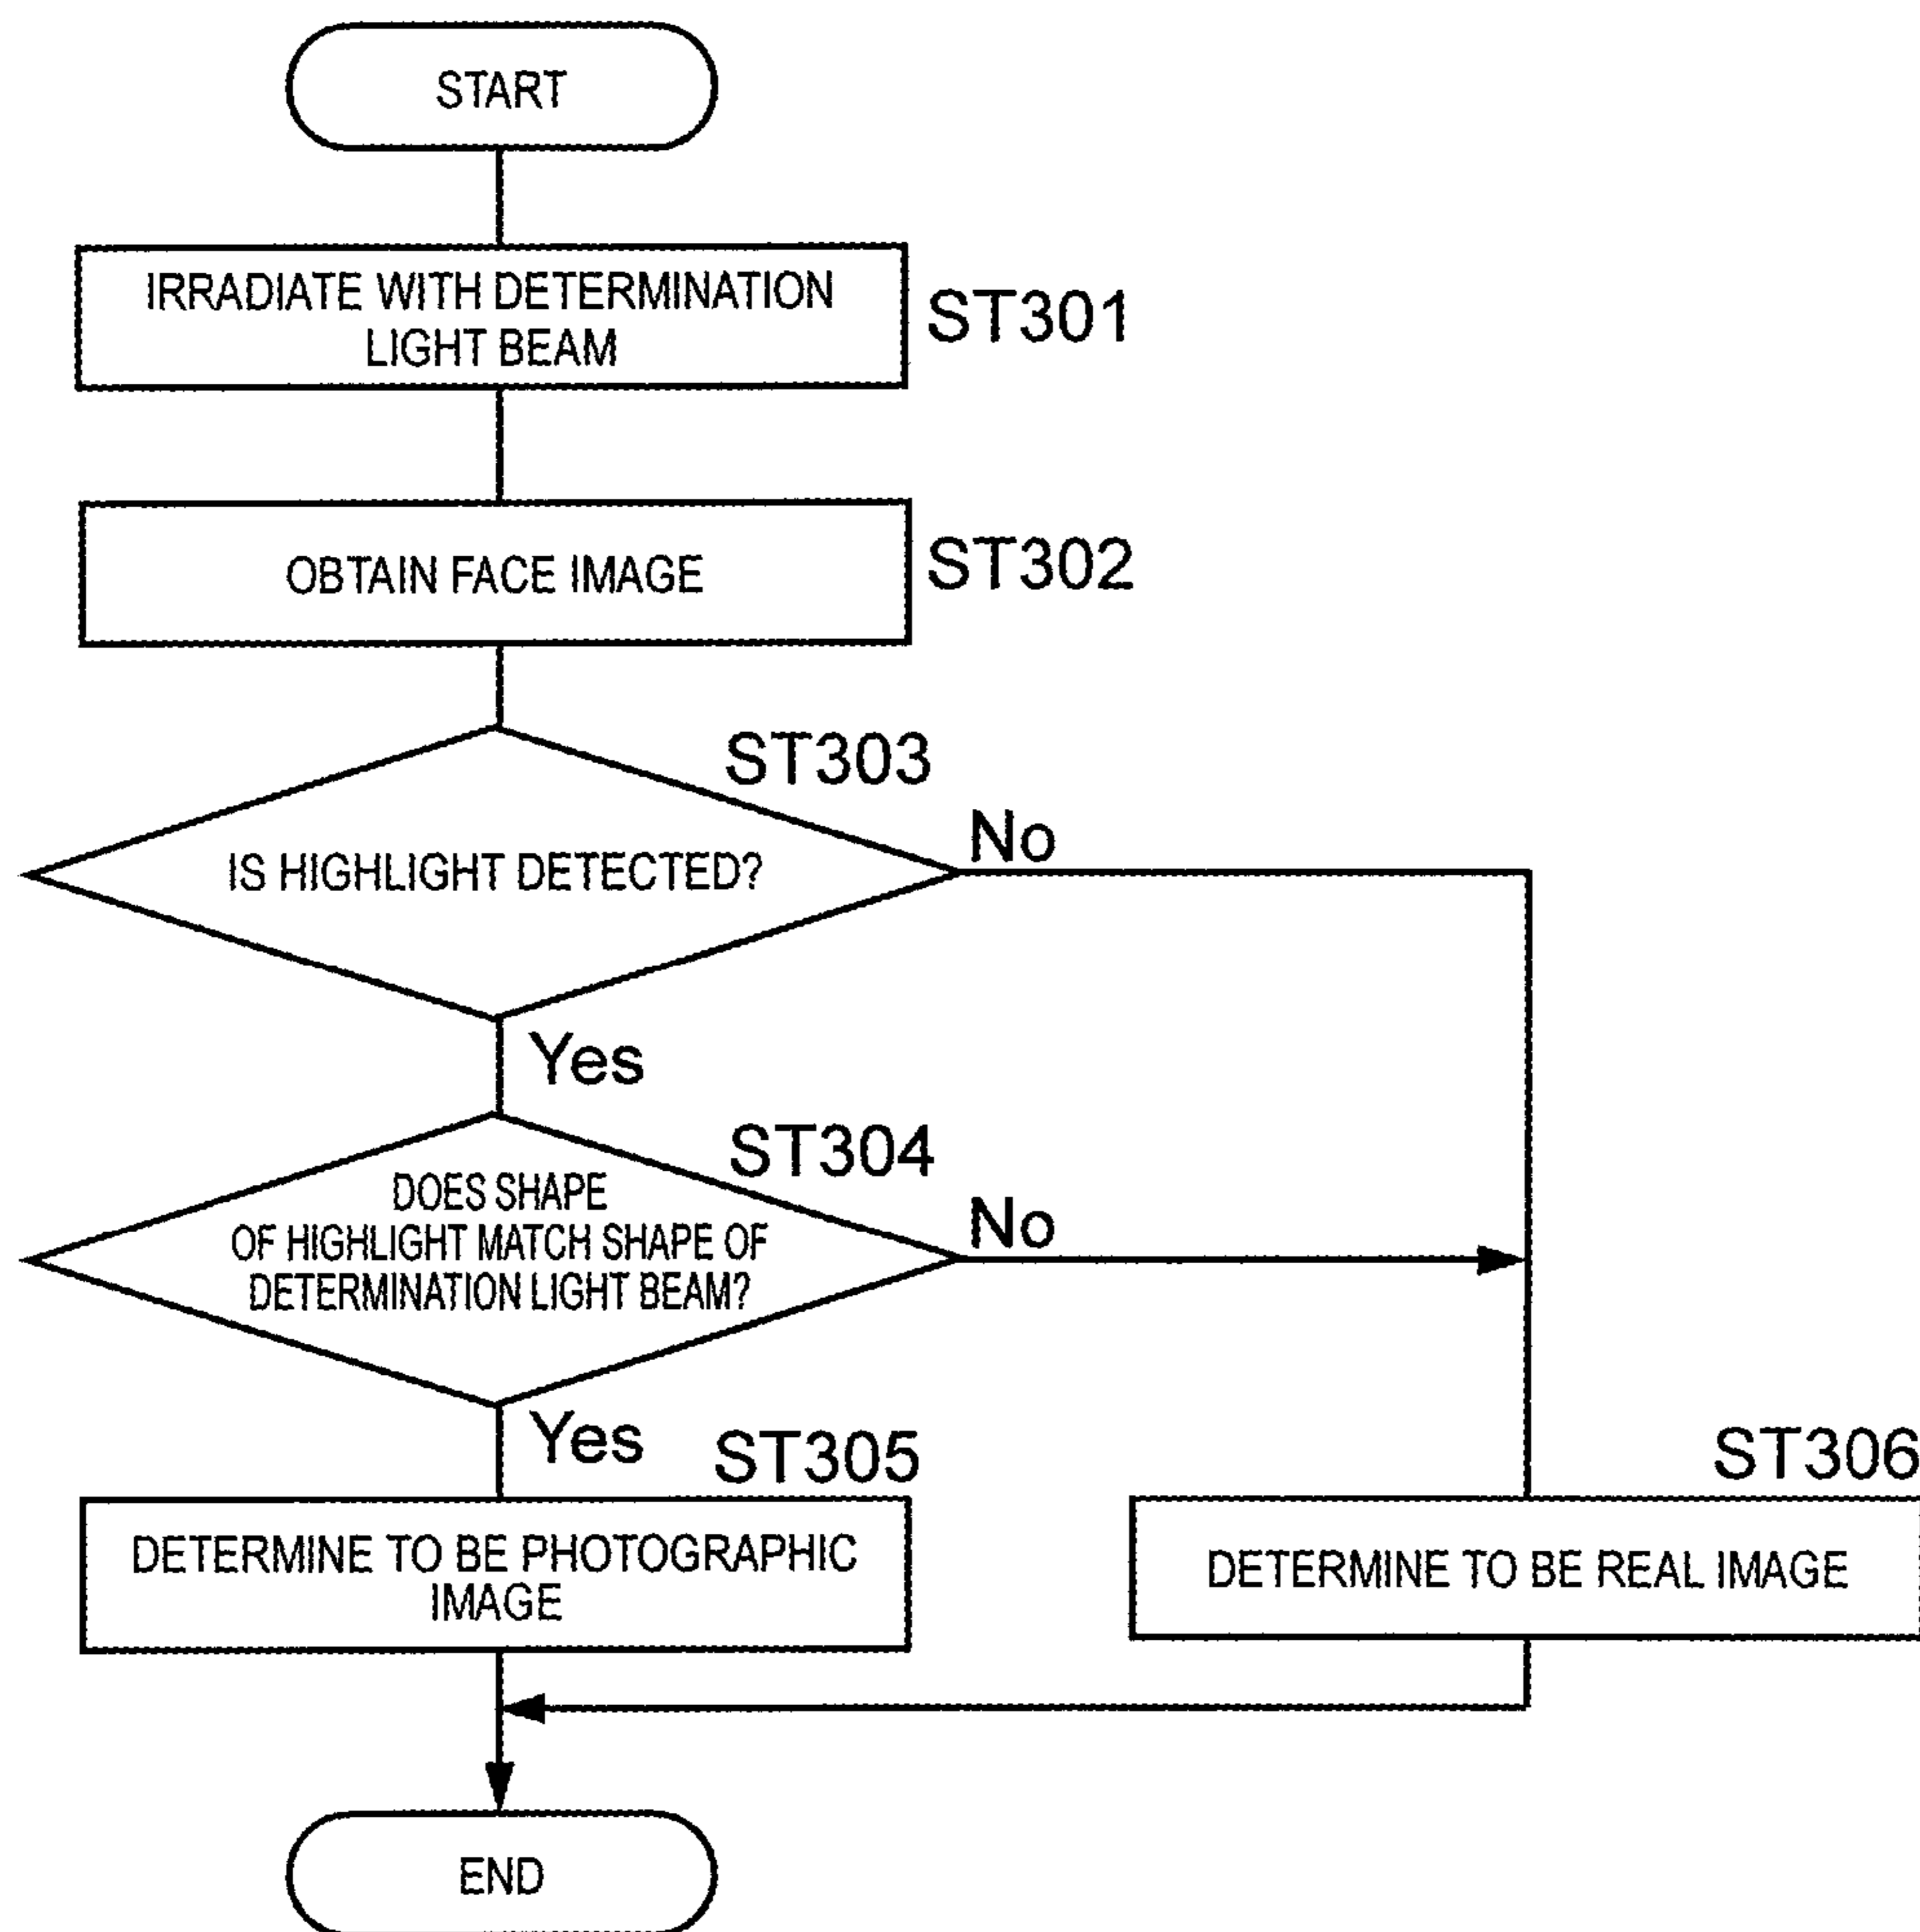 START
IRRADIATE WITH DETERMINATION
LIGHT BEAM
ST301
OBTAIN FACE IMAGE
ST302
ST303
IS HIGHLIGHT DETECTED?
No
Yes
ST304
DOES SHAPE
OF HIGHLIGHT MATCH SHAPE OF
DETERMINATION LIGHT BEAM?
No
Yes
ST305
DETERMINE TO BE PHOTOGRAPHIC
IMAGE
ST306
DETERMINE TO BE REAL IMAGE
END